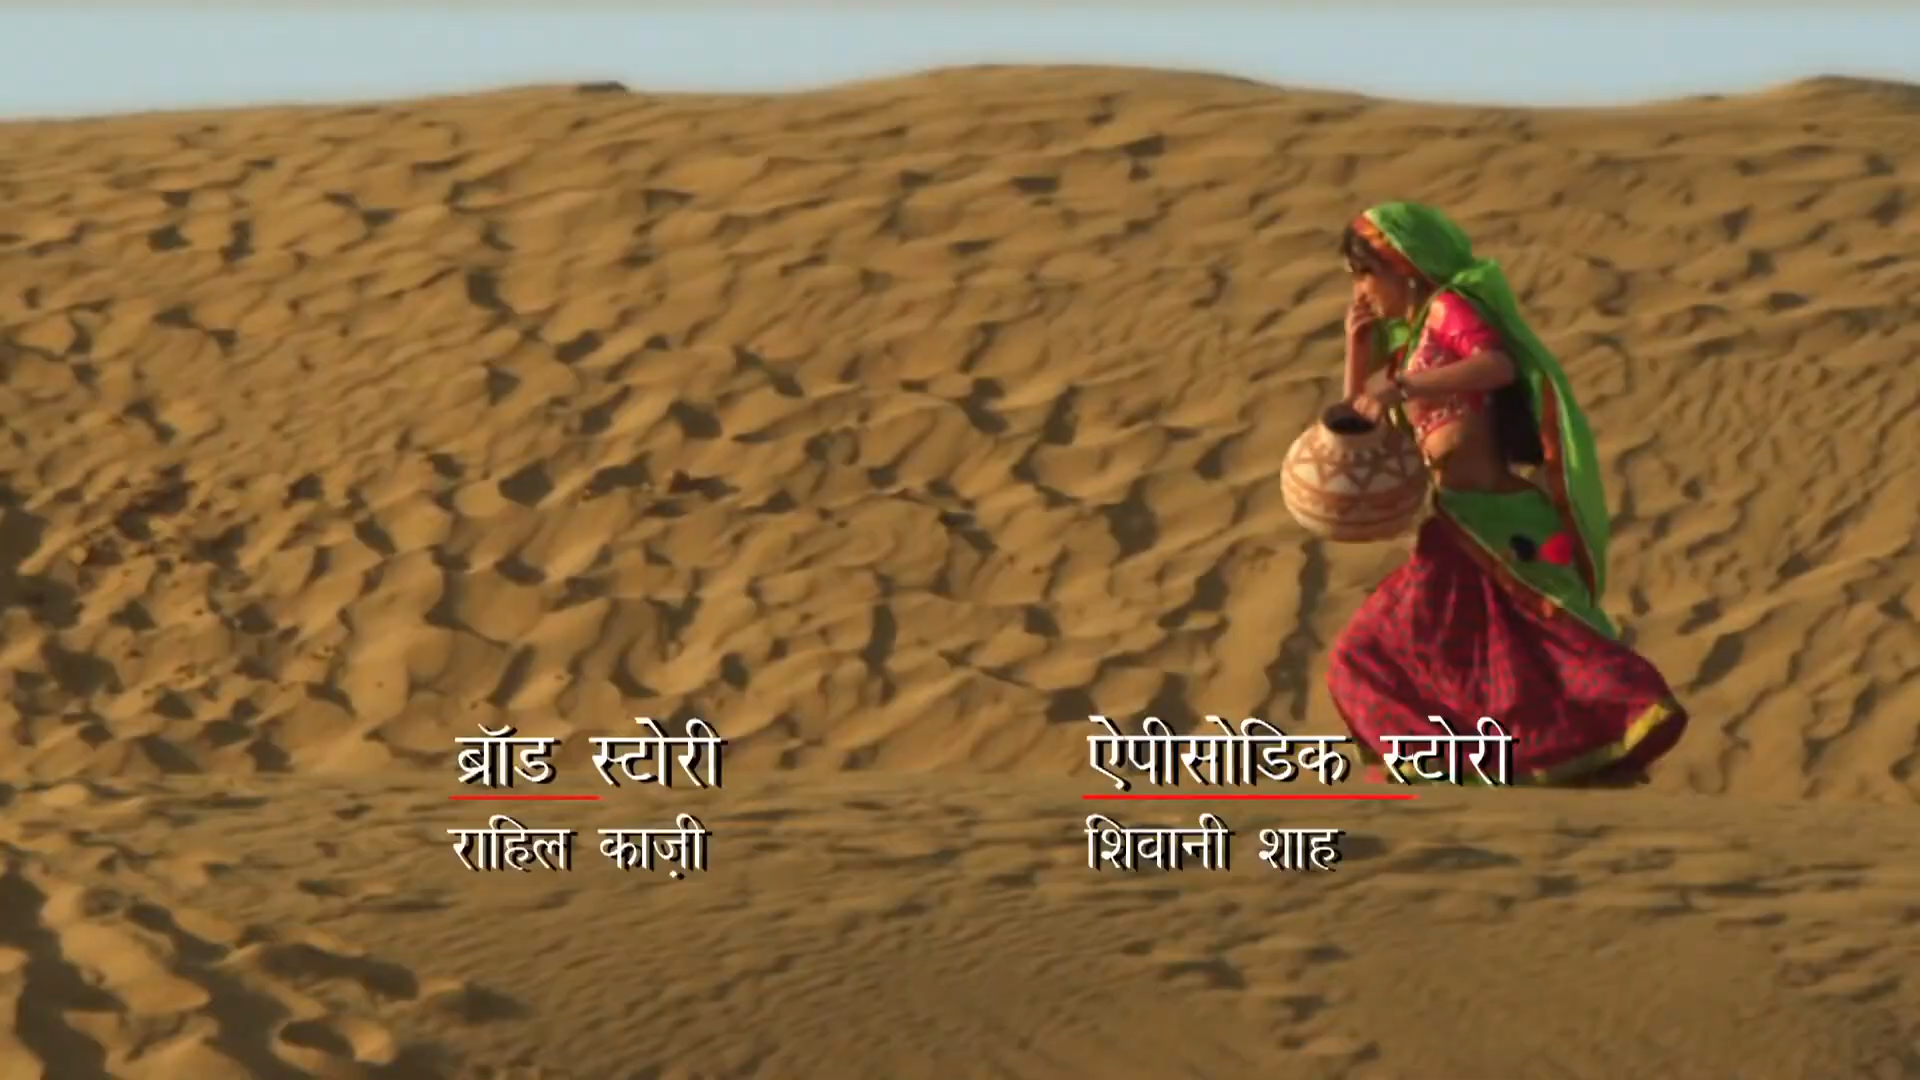 ब्रॉड स्टोरी
राहिल काज़ी
ऐपीसोडिक स्टोरी
शिवानी शाह